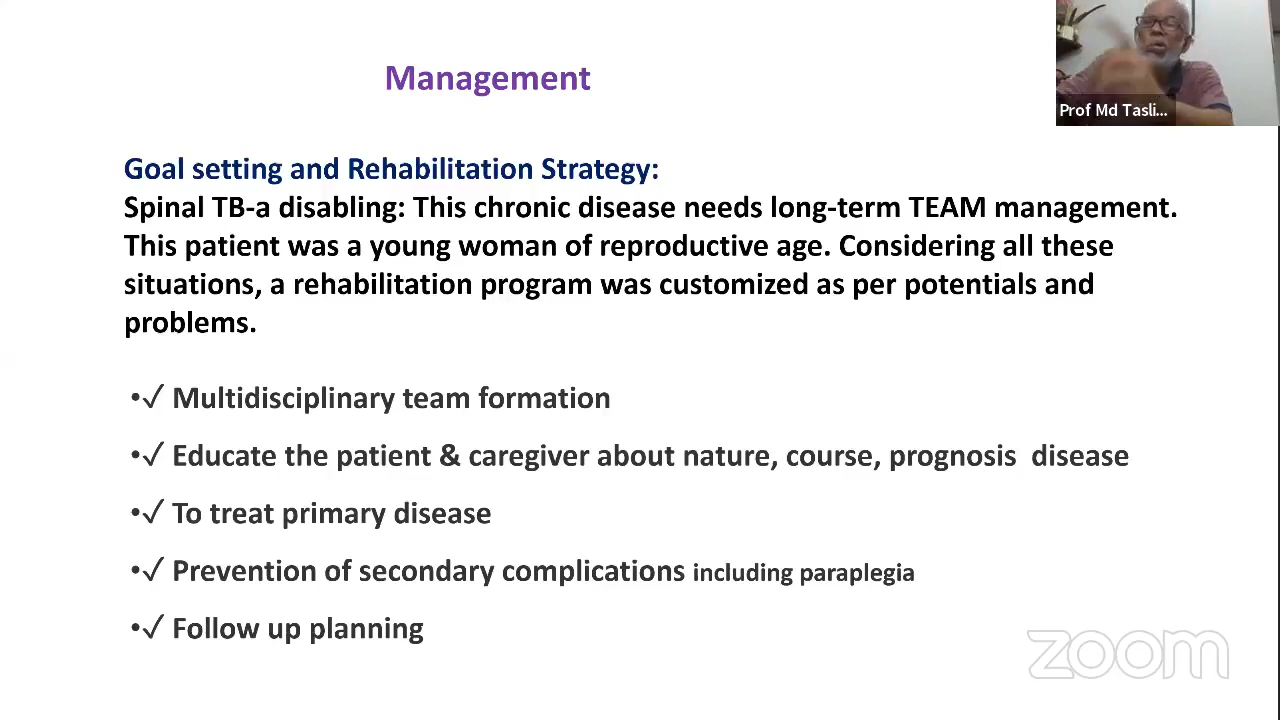 Management
Prof Md Tasli...
Goal setting and Rehabilitation Strategy:
Spinal TB-a disabling: This chronic disease needs long-term TEAM management.
This patient was a young woman of reproductive age. Considering all these
situations, a rehabilitation program was customized as per potentials and
problems.
•✓ Multidisciplinary team formation
•✓ Educate the patient & caregiver about nature, course, prognosis  disease
•✓ To treat primary disease
•✓ Prevention of secondary complications including paraplegia
•✓ Follow up planning
zoom